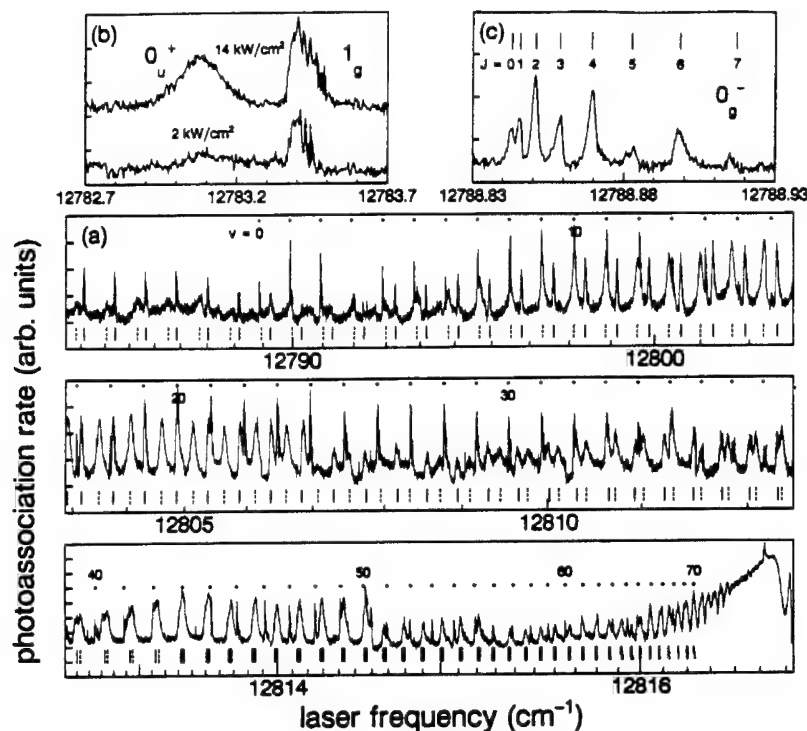 (b)
0u+
14 kW/cm²
1g
2 kW/cm²
12782.7 12783.2 12783.7
(c)
J = 0 1 2 3 4 5 6 7
0g−
12788.83 12788.88 12788.93
(a)
v = 0
10
12790 12800
20 30
12805 12810
40 50 60 70
12814 12816
photoassociation rate (arb. units)
laser frequency (cm⁻¹)